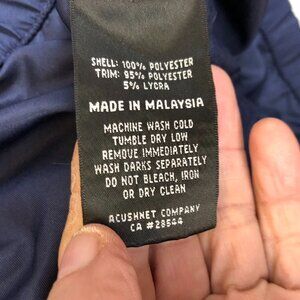 SHELL: 100% POLYESTER
TRIM: 95% POLYESTER
5% LYCRA
MADE IN MALAYSIA
MACHINE WASH COLD
TUMBLE DRY LOW
REMOVE IMMEDIATELY
WASH DARKS SEPARATELY
DO NOT BLEACH, IRON
OR DRY CLEAN
ACUSHNET COMPANY
CA #28544